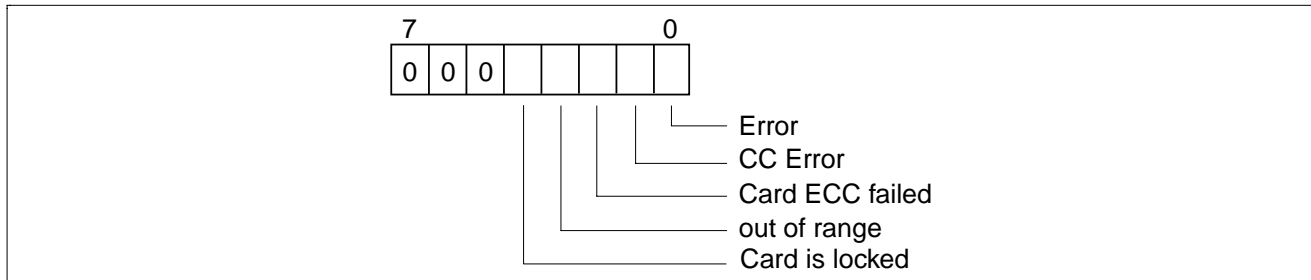 7 0
0 0 0
Error
CC Error
Card ECC failed
out of range
Card is locked